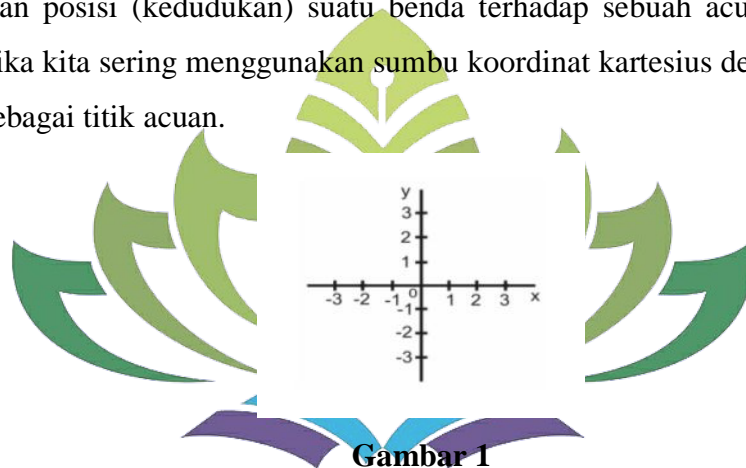 an posisi (kedudukan) suatu benda terhadap sebuah acu
ika kita sering menggunakan sumbu koordinat kartesius de
ebagai titik acuan.
y
3
2
1
-3 -2 -1 0 1 2 3 x
-1
-2
-3
Gambar 1